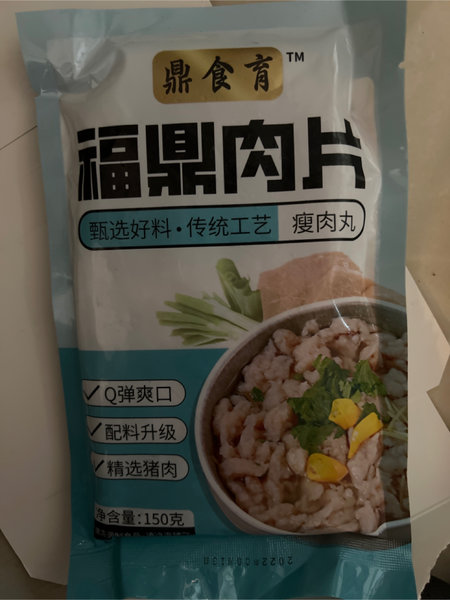 鼎食育™
福鼎肉片
甄选好料·传统工艺 瘦肉丸
Q弹爽口
配料升级
精选猪肉
净含量:150克